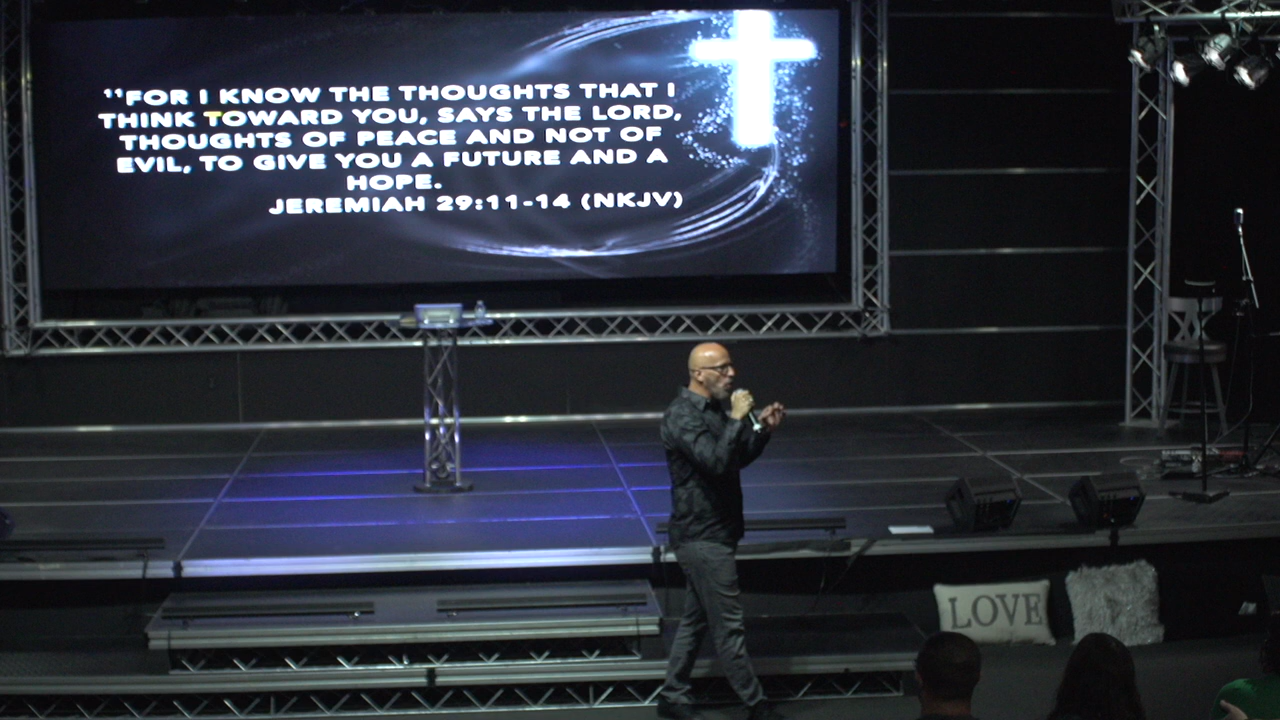 ¹¹FOR I KNOW THE THOUGHTS THAT I
THINK TOWARD YOU, SAYS THE LORD,
THOUGHTS OF PEACE AND NOT OF
EVIL, TO GIVE YOU A FUTURE AND A
HOPE.
JEREMIAH 29:11-14 (NKJV)
LOVE